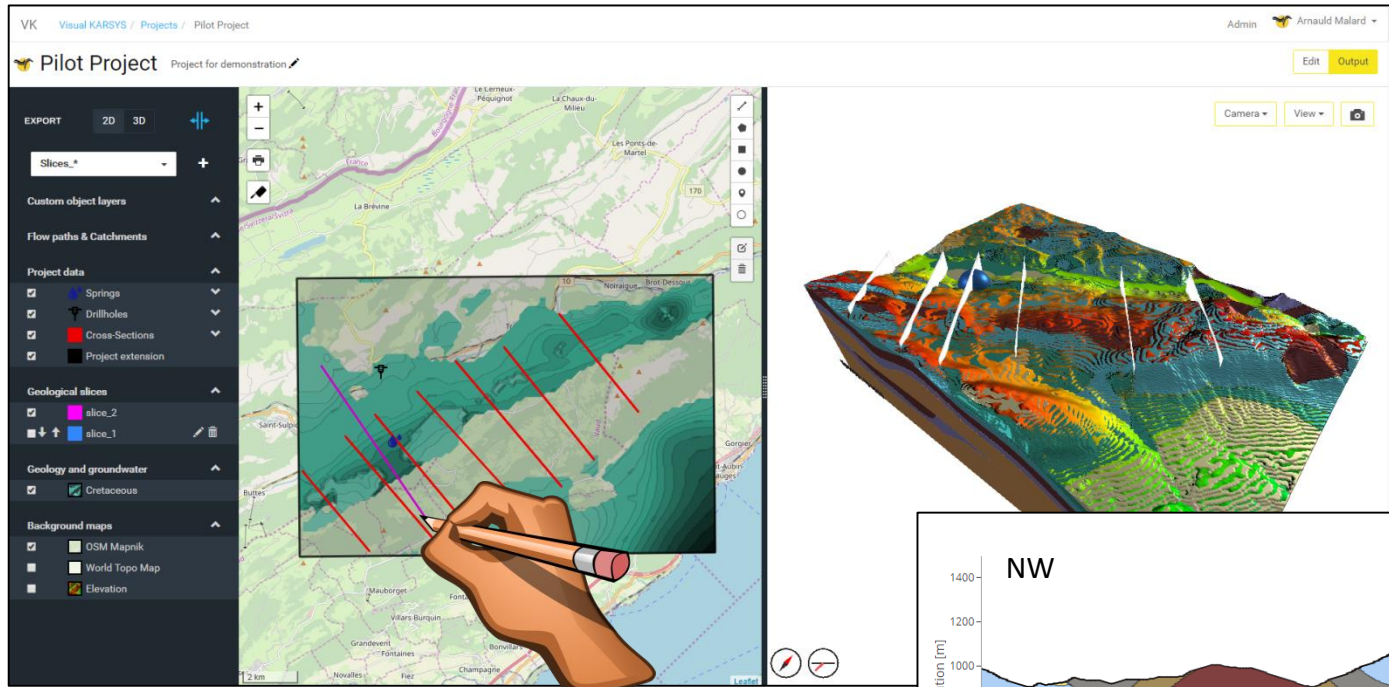 VK Visual KARSYS / Projects / Pilot Project
Admin Arnauld Malard
Pilot Project Project for demonstration
Edit Output
EXPORT 2D 3D
Slices_*
Custom object layers
Flow paths & Catchments
Project data
Springs
Drillholes
Cross-Sections
Project extension
Geological slices
slice_2
slice_1
Geology and groundwater
Cretaceous
Background maps
OSM Mapnik
World Topo Map
Elevation
+
−
Le Cerneux-
Péquignot
La Chaux-du-
Milieu
Les Ponts-de-
Martel
France
170
La Brévine
10
Noiraigue
Brot-Dessous
Saint-Sulpice
Vaud
Gorgier
Buttes
Mauborget
Villars-Burquin
Grandevent
Fontaines
Bonvillars
Novalles
Fiez
Champagne
2 km
Leaflet
Camera View
NW
1400
1200
1000